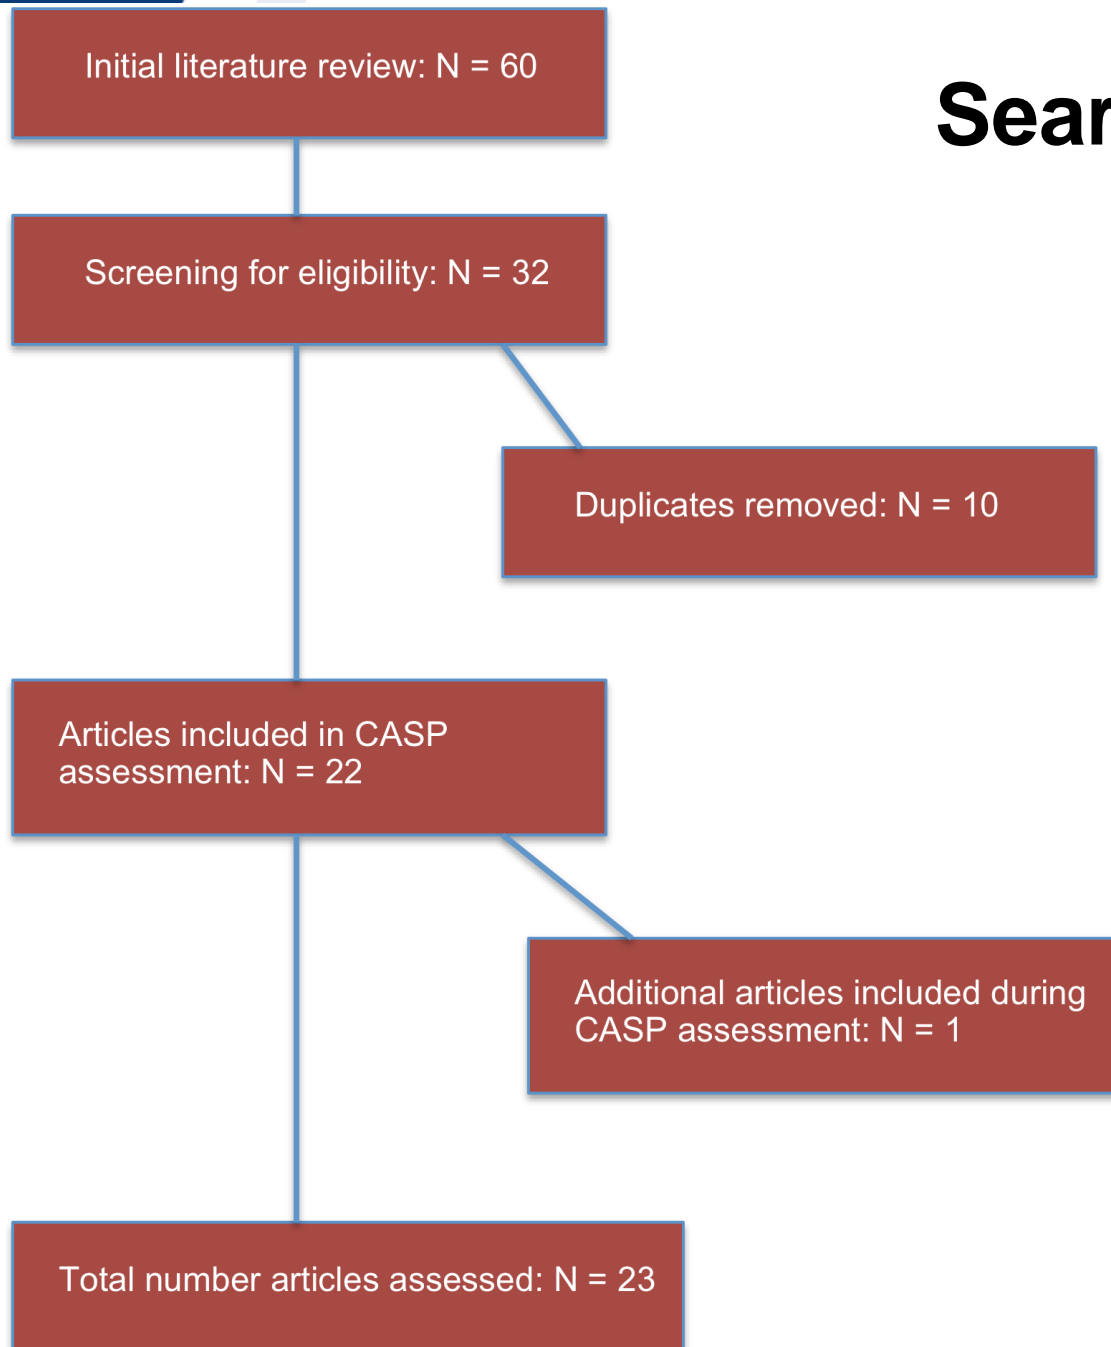 Initial literature review: N = 60
Sear
Screening for eligibility: N = 32
Duplicates removed: N = 10
Articles included in CASP
assessment: N = 22
Additional articles included during
CASP assessment: N = 1
Total number articles assessed: N = 23